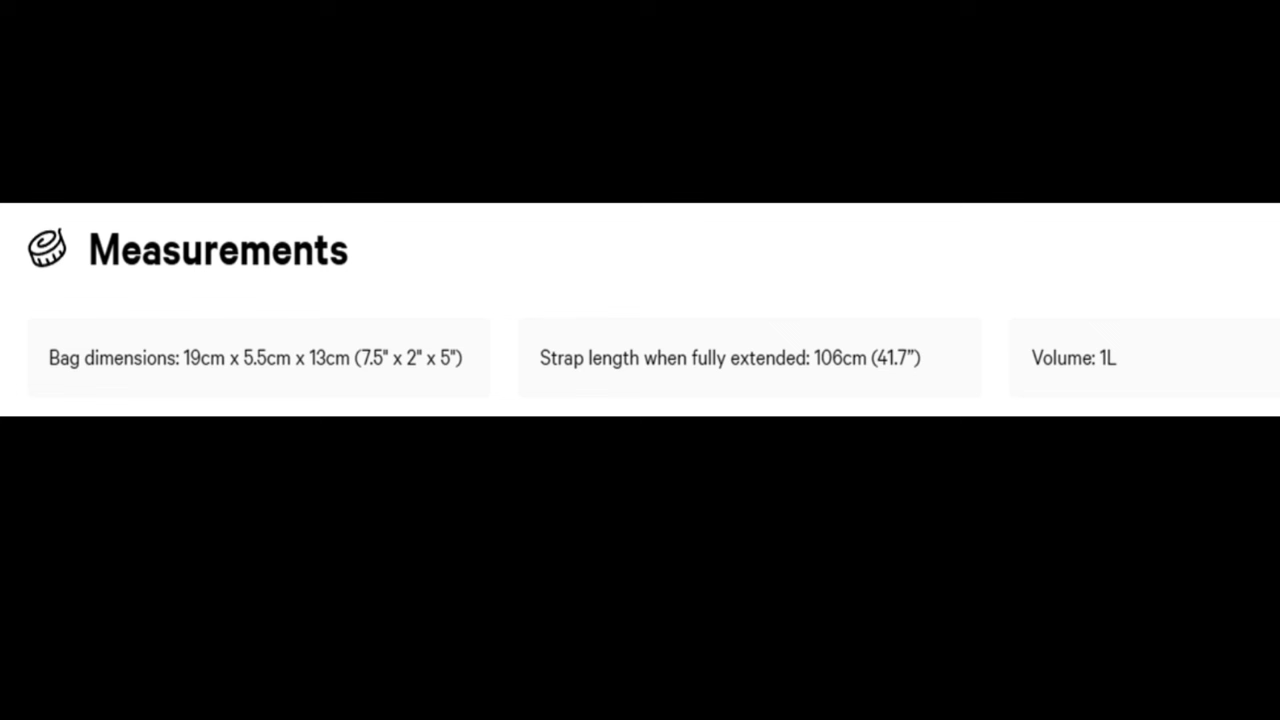 Measurements
Bag dimensions: 19cm x 5.5cm x 13cm (7.5" x 2" x 5")
Strap length when fully extended: 106cm (41.7”)
Volume: 1L